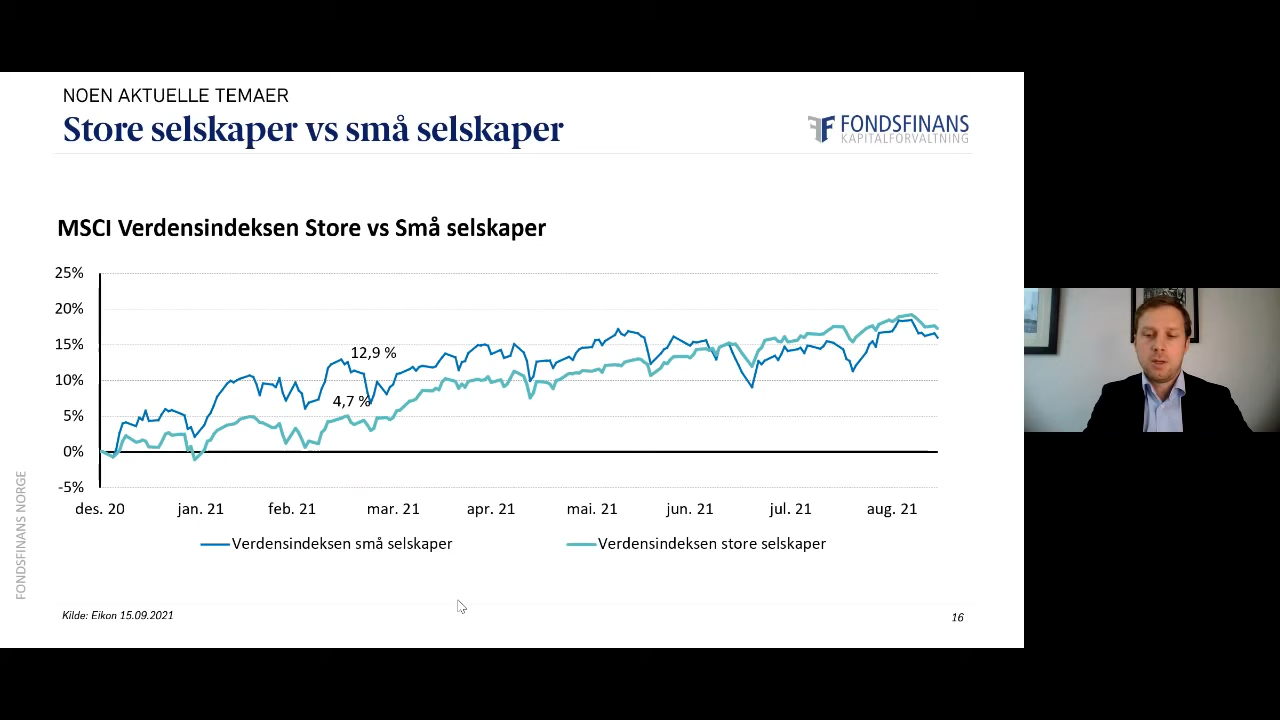 NOEN AKTUELLE TEMAER
Store selskaper vs små selskaper
FONDSFINANS
KAPITALFORVALTNING
MSCI Verdensindeksen Store vs Små selskaper
25%
20%
15%
10%
5%
0%
-5%
12,9 %
4,7 %
des. 20 jan. 21 feb. 21 mar. 21 apr. 21 mai. 21 jun. 21 jul. 21 aug. 21
Verdensindeksen små selskaper Verdensindeksen store selskaper
FONDSFINANS NORGE
Kilde: Eikon 15.09.2021
16